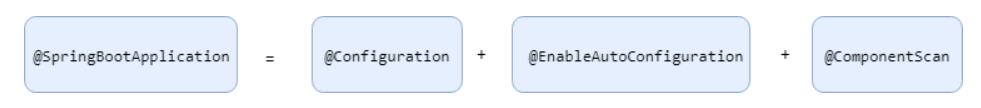 @SpringBootApplication = @Configuration + @EnableAutoConfiguration + @ComponentScan